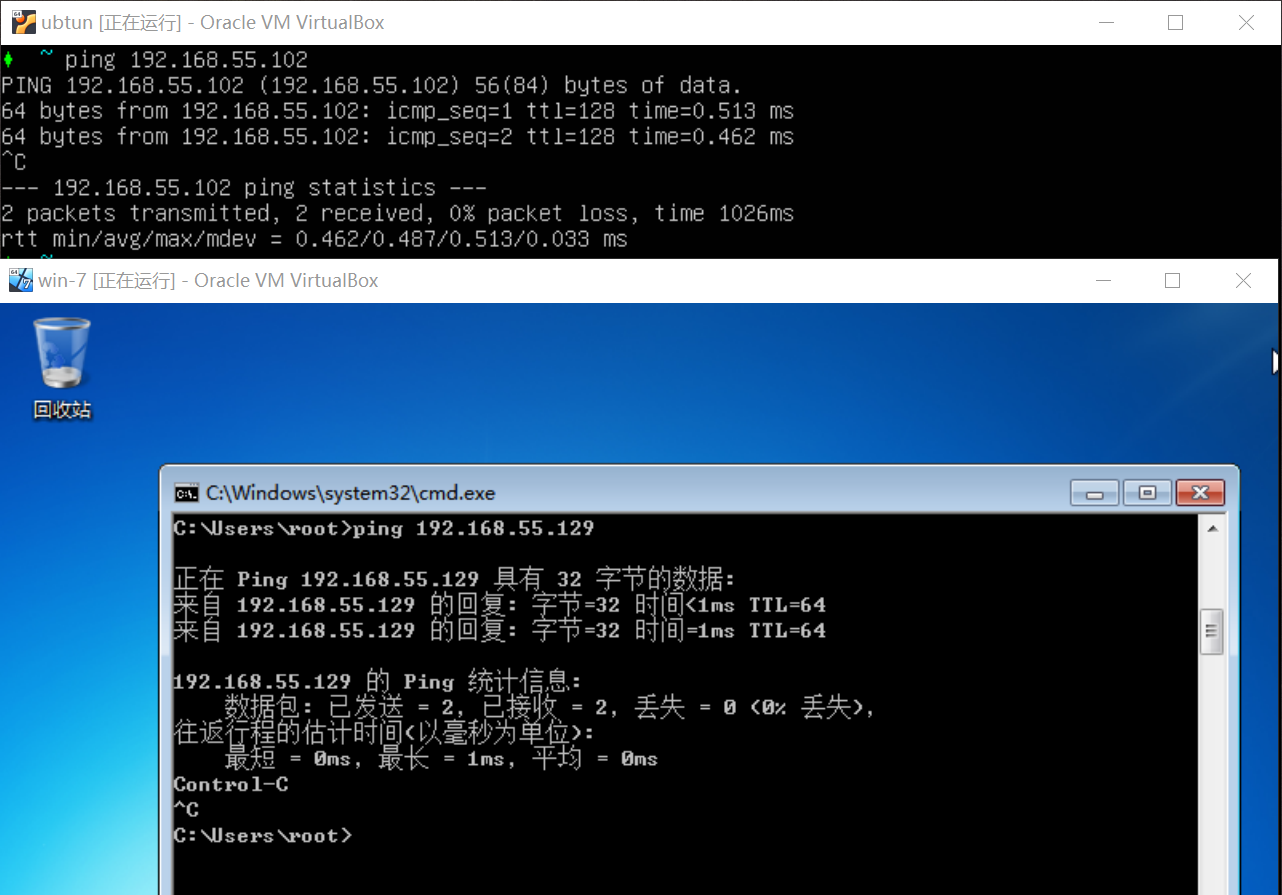 ubtun [正在运行] - Oracle VM VirtualBox
~ ping 192.168.55.102
PING 192.168.55.102 (192.168.55.102) 56(84) bytes of data.
64 bytes from 192.168.55.102: icmp_seq=1 ttl=128 time=0.513 ms
64 bytes from 192.168.55.102: icmp_seq=2 ttl=128 time=0.462 ms
^C
--- 192.168.55.102 ping statistics ---
2 packets transmitted, 2 received, 0% packet loss, time 1026ms
rtt min/avg/max/mdev = 0.462/0.487/0.513/0.033 ms
win-7 [正在运行] - Oracle VM VirtualBox
回收站
C:\Windows\system32\cmd.exe
C:\Users\root>ping 192.168.55.129
正在 Ping 192.168.55.129 具有 32 字节的数据:
来自 192.168.55.129 的回复: 字节=32 时间<1ms TTL=64
来自 192.168.55.129 的回复: 字节=32 时间=1ms TTL=64
192.168.55.129 的 Ping 统计信息:
数据包: 已发送 = 2, 已接收 = 2, 丢失 = 0 (0% 丢失),
往返行程的估计时间(以毫秒为单位):
最短 = 0ms, 最长 = 1ms, 平均 = 0ms
Control-C
^C
C:\Users\root>